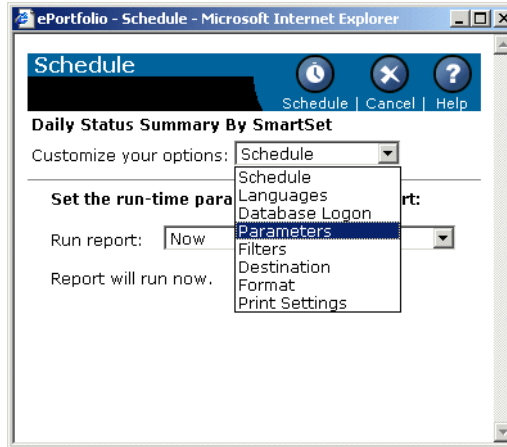 ePortfolio - Schedule - Microsoft Internet Explorer
Schedule
Schedule | Cancel | Help
Daily Status Summary By SmartSet
Customize your options: Schedule
Schedule
Languages
Database Logon
Parameters
Filters
Destination
Format
Print Settings
Set the run-time para rt:
Run report: Now
Report will run now.